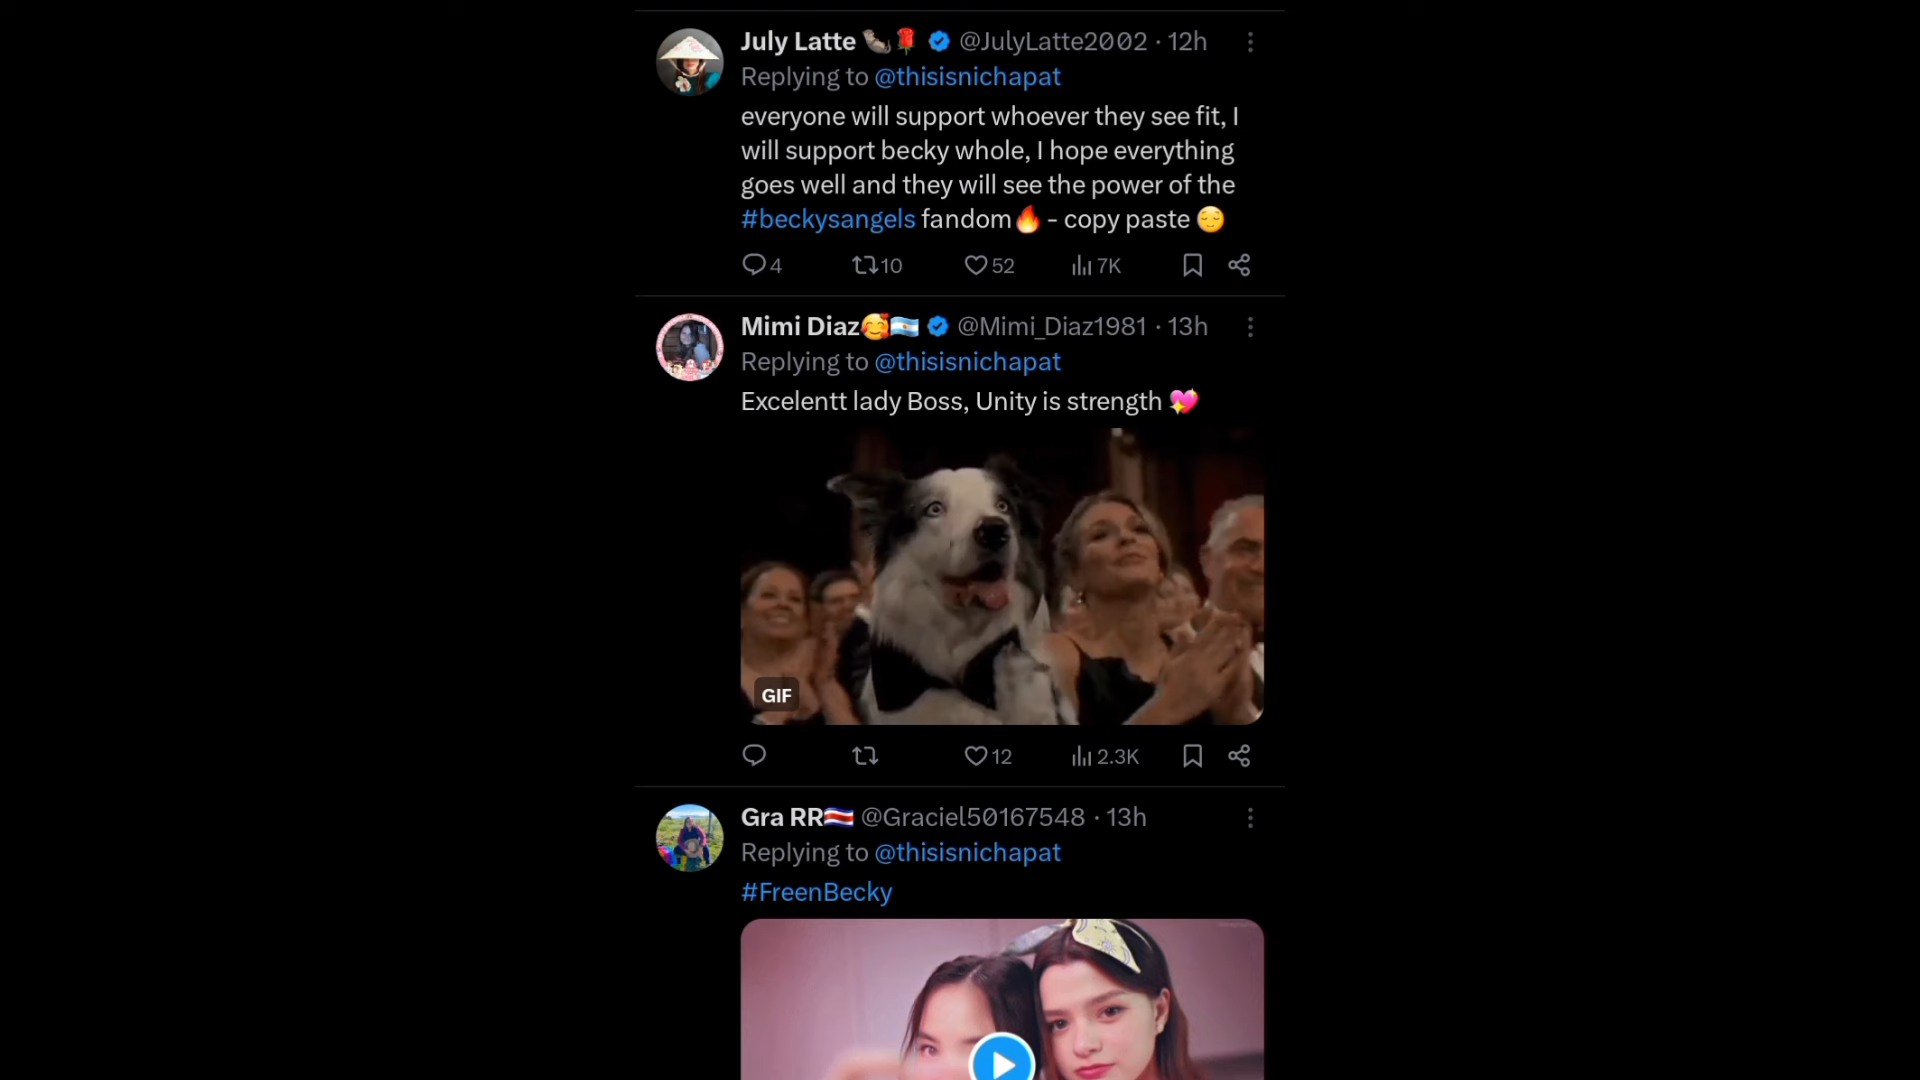 July Latte 🦦🌹 @JulyLatte2002 · 12h
Replying to @thisisnichapat
everyone will support whoever they see fit, I
will support becky whole, I hope everything
goes well and they will see the power of the
#beckysangels fandom🔥 - copy paste 😌
4 10 52 7K
Mimi Diaz🥰🇦🇷 @Mimi_Diaz1981 · 13h
Replying to @thisisnichapat
Excelentt lady Boss, Unity is strength 💖
GIF
12 2.3K
Gra RR🇨🇷 @Graciel50167548 · 13h
Replying to @thisisnichapat
#FreenBecky